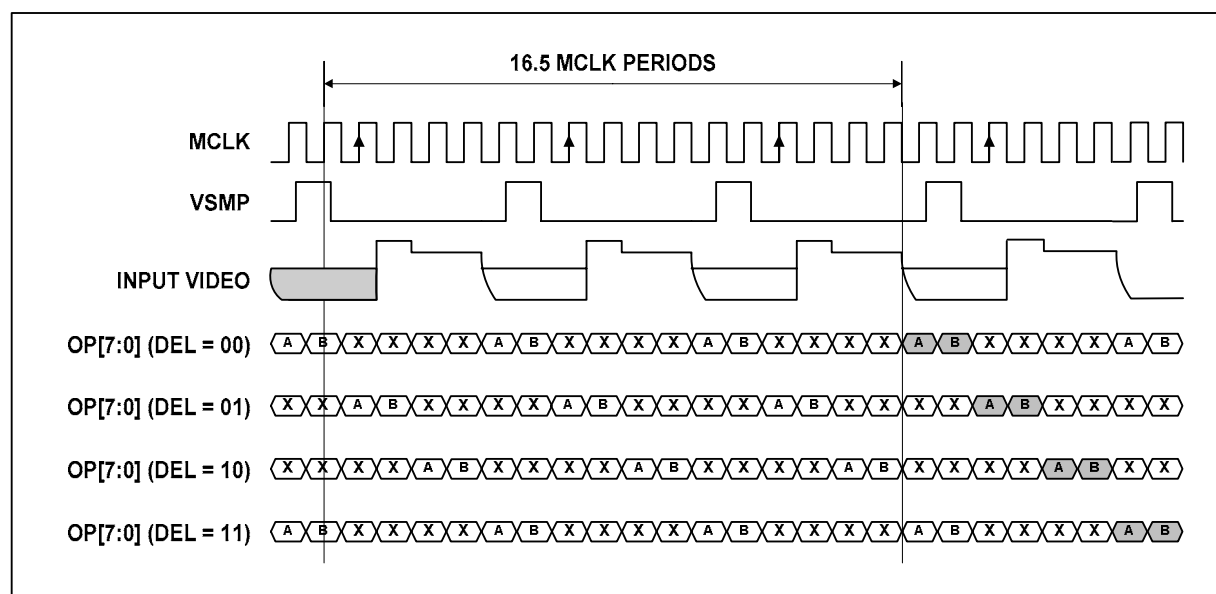 16.5 MCLK PERIODS
MCLK
VSMP
INPUT VIDEO
OP[7:0] (DEL = 00) A B X X X X A B X X X X A B X X X X A B X X X X A B
OP[7:0] (DEL = 01) X X A B X X X X A B X X X X A B X X X X A B X X X X
OP[7:0] (DEL = 10) X X X X A B X X X X A B X X X X A B X X X X A B X X
OP[7:0] (DEL = 11) A B X X X X A B X X X X A B X X X X A B X X X X A B